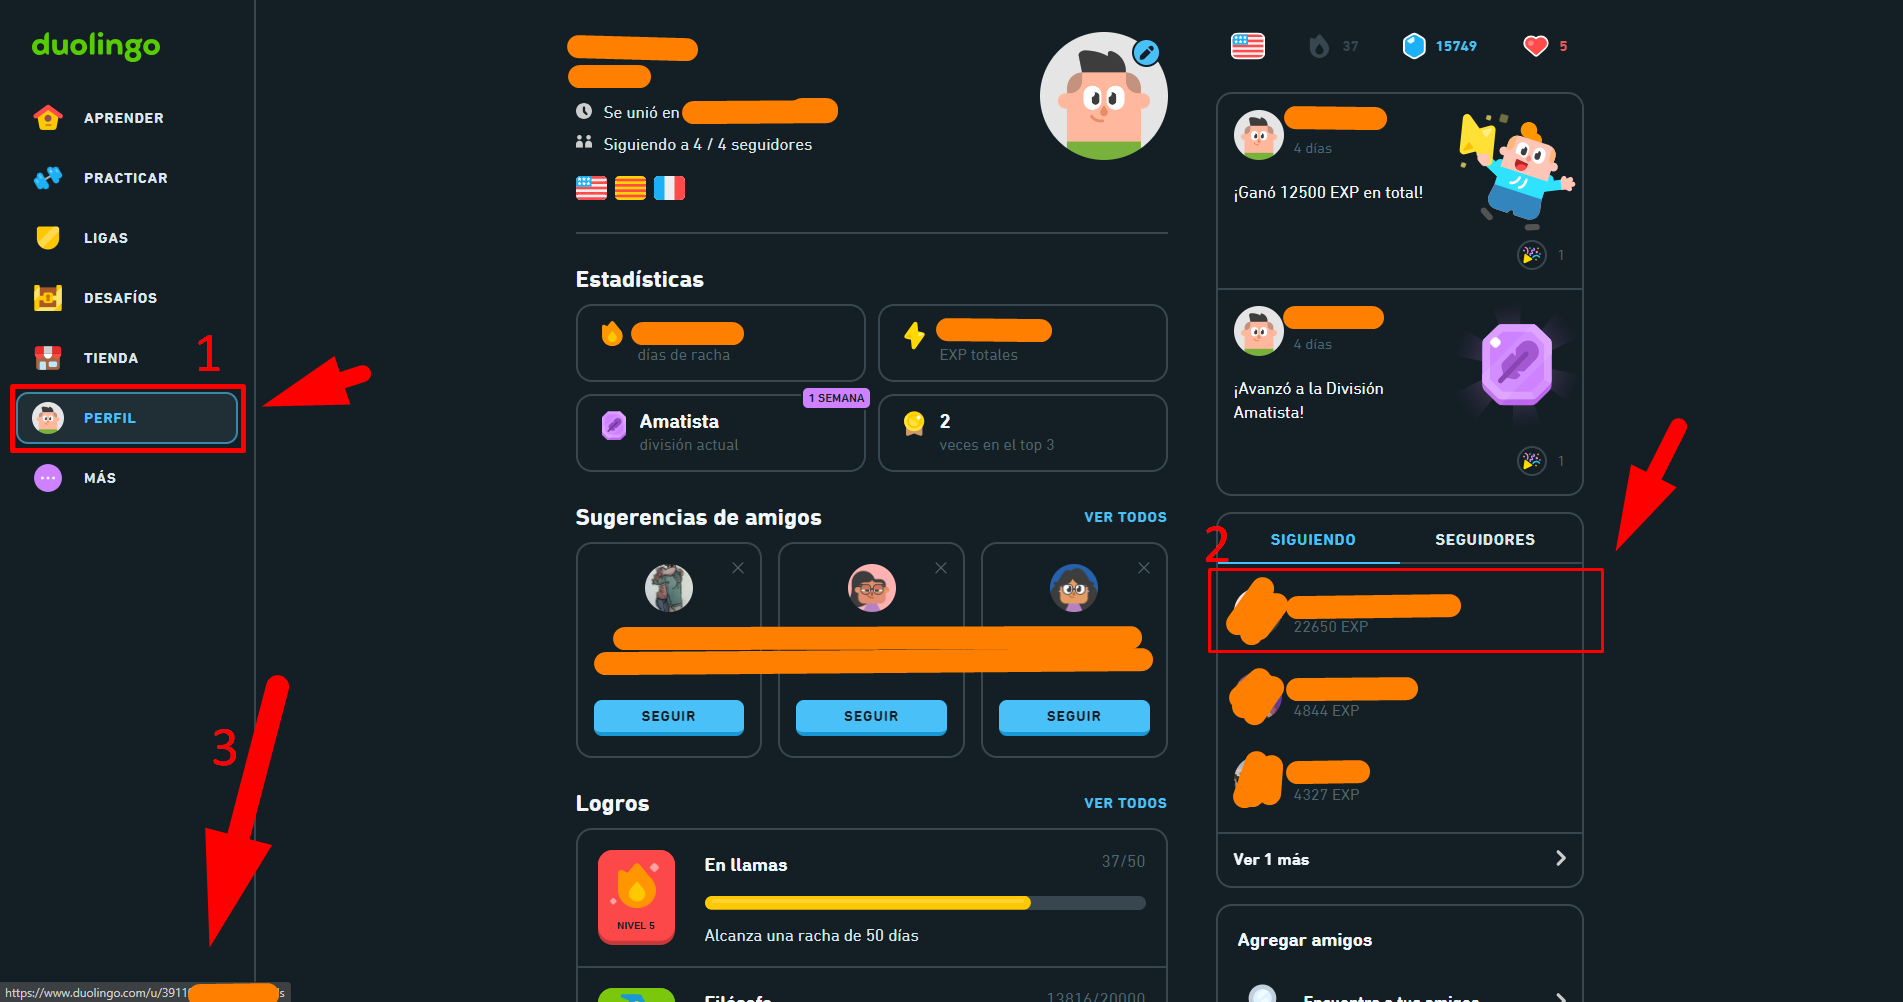 duolingo
APRENDER
PRACTICAR
LIGAS
DESAFÍOS
TIENDA
1
PERFIL
MÁS
3
https://www.duolingo.com/u/3911
Se unió en
Siguiendo a 4 / 4 seguidores
Estadísticas
días de racha
EXP totales
1 SEMANA
Amatista
división actual
2
veces en el top 3
Sugerencias de amigos
VER TODOS
SEGUIR
SEGUIR
SEGUIR
Logros
VER TODOS
En llamas
37/50
NIVEL 5
Alcanza una racha de 50 días
Filósofo
13816/20000
37
15749
5
4 días
¡Ganó 12500 EXP en total!
1
4 días
¡Avanzó a la División
Amatista!
1
2
SIGUIENDO
SEGUIDORES
22650 EXP
4844 EXP
4327 EXP
Ver 1 más
Agregar amigos
Encuentra a tus amigos